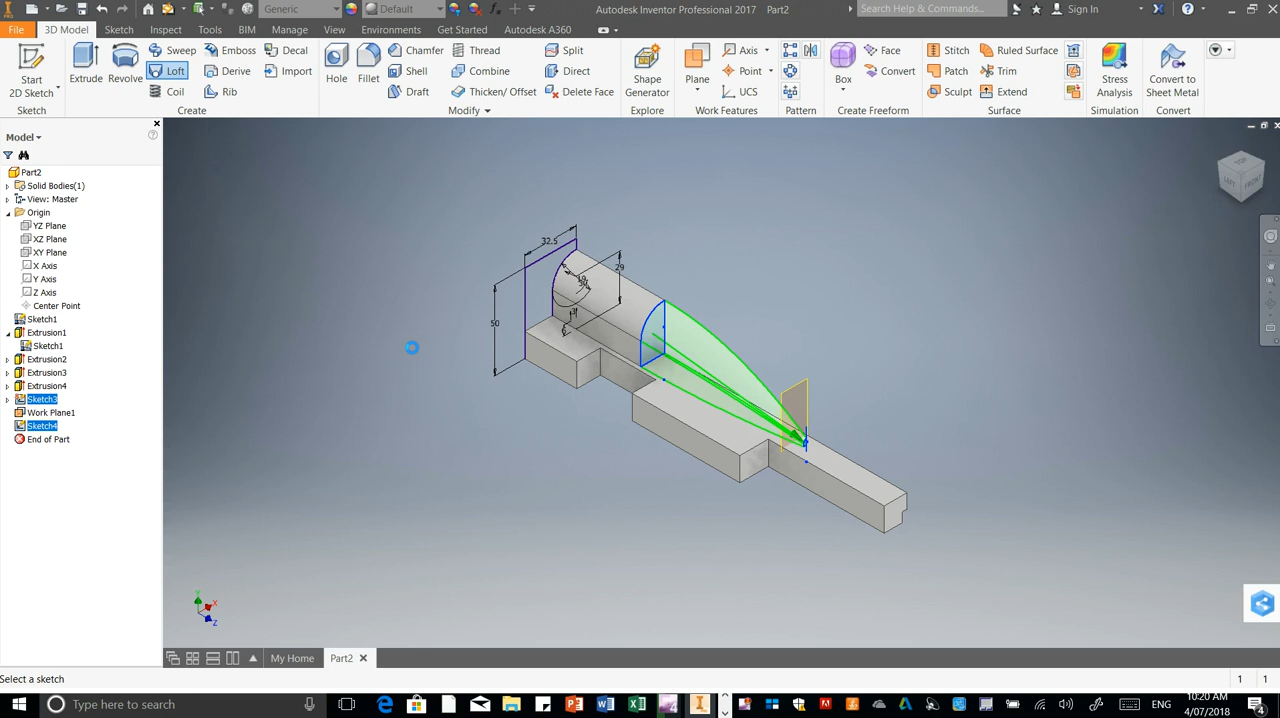 Generic
Default
Autodesk Inventor Professional 2017 Part2
Search Help & Commands...
Sign In
File
3D Model
Sketch
Inspect
Tools
BIM
Manage
View
Environments
Get Started
Autodesk A360
Start
2D Sketch
Extrude
Revolve
Sweep
Loft
Coil
Emboss
Derive
Rib
Decal
Import
Hole
Fillet
Chamfer
Shell
Draft
Thread
Combine
Thicken/ Offset
Split
Direct
Delete Face
Shape
Generator
Plane
Axis
Point
UCS
Box
Face
Convert
Stitch
Patch
Sculpt
Ruled Surface
Trim
Extend
Stress
Analysis
Convert to
Sheet Metal
Sketch
Create
Modify
Explore
Work Features
Pattern
Create Freeform
Surface
Simulation
Convert
Model
Part2
Solid Bodies(1)
View: Master
Origin
YZ Plane
XZ Plane
XY Plane
X Axis
Y Axis
Z Axis
Center Point
Sketch1
Extrusion1
Sketch1
Extrusion2
Extrusion3
Extrusion4
Sketch3
Work Plane1
Sketch4
End of Part
32.5
29
50
TOP
LEFT
FRONT
Y
X
Z
My Home
Part2
Select a sketch
1
1
Type here to search
ENG
10:20 AM
4/07/2018
4